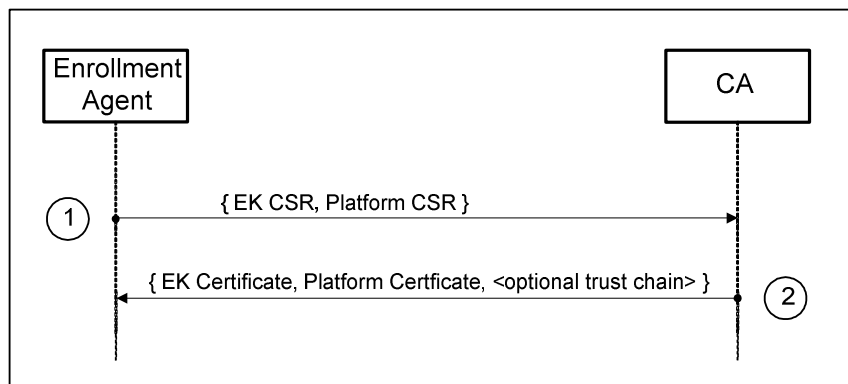 Enrollment
Agent
CA
1
{ EK CSR, Platform CSR }
{ EK Certificate, Platform Certficate, <optional trust chain> }
2